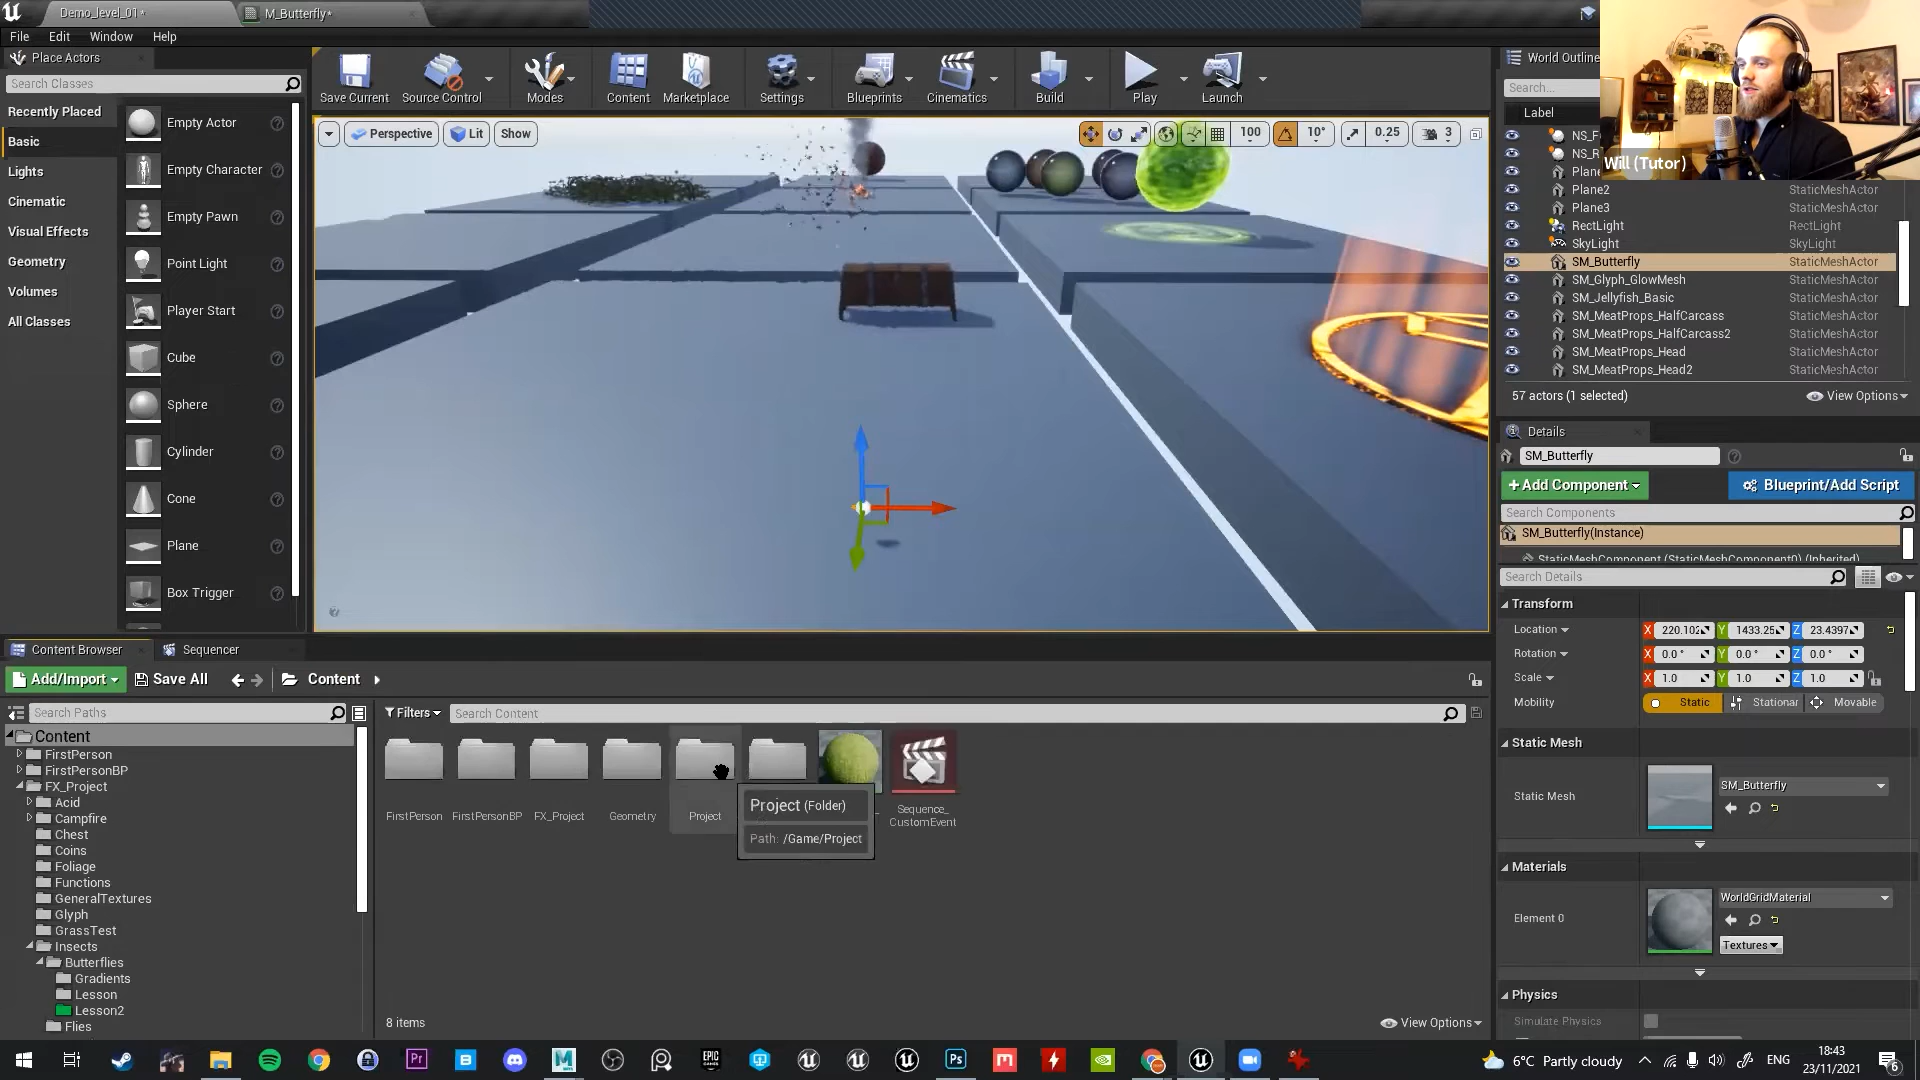 Demo_level_01*
M_Butterfly*
File
Edit
Window
Help
Place Actors
Search Classes
Recently Placed
Basic
Lights
Cinematic
Visual Effects
Geometry
Volumes
All Classes
Empty Actor
Empty Character
Empty Pawn
Point Light
Player Start
Cube
Sphere
Cylinder
Cone
Plane
Box Trigger
Save Current
Source Control
Modes
Content
Marketplace
Settings
Blueprints
Cinematics
Build
Play
Launch
Perspective
Lit
Show
100
10°
0.25
3
World Outline
Search...
Label
Will (Tutor)
NS_F
NS_R
Plane
Plane2 StaticMeshActor
Plane3 StaticMeshActor
RectLight RectLight
SkyLight SkyLight
SM_Butterfly StaticMeshActor
SM_Glyph_GlowMesh StaticMeshActor
SM_Jellyfish_Basic StaticMeshActor
SM_MeatProps_HalfCarcass StaticMeshActor
SM_MeatProps_HalfCarcass2 StaticMeshActor
SM_MeatProps_Head StaticMeshActor
SM_MeatProps_Head2 StaticMeshActor
57 actors (1 selected)
View Options
Details
SM_Butterfly
+Add Component
Blueprint/Add Script
Search Components
SM_Butterfly(Instance)
StaticMeshComponent (StaticMeshComponent0) (Inherited)
Search Details
Transform
Location X 220.102 Y 1433.25 Z 23.4397
Rotation X 0.0 ° Y 0.0 ° Z 0.0 °
Scale X 1.0 Y 1.0 Z 1.0
Mobility Static Stationar Movable
Static Mesh
Static Mesh
SM_Butterfly
Materials
Element 0
WorldGridMaterial
Textures
Physics
Simulate Physics
Content Browser
Sequencer
Add/Import
Save All
Content
Search Paths
Filters
Search Content
Content
FirstPerson
FirstPersonBP
FX_Project
Acid
Campfire
Chest
Coins
Foliage
Functions
GeneralTextures
Glyph
GrassTest
Insects
Butterflies
Gradients
Lesson
Lesson2
Flies
FirstPerson
FirstPersonBP
FX_Project
Geometry
Project
Sequence_
CustomEvent
Project (Folder)
Path: /Game/Project
8 items
View Options
6°C Partly cloudy
ENG
18:43
23/11/2021
6